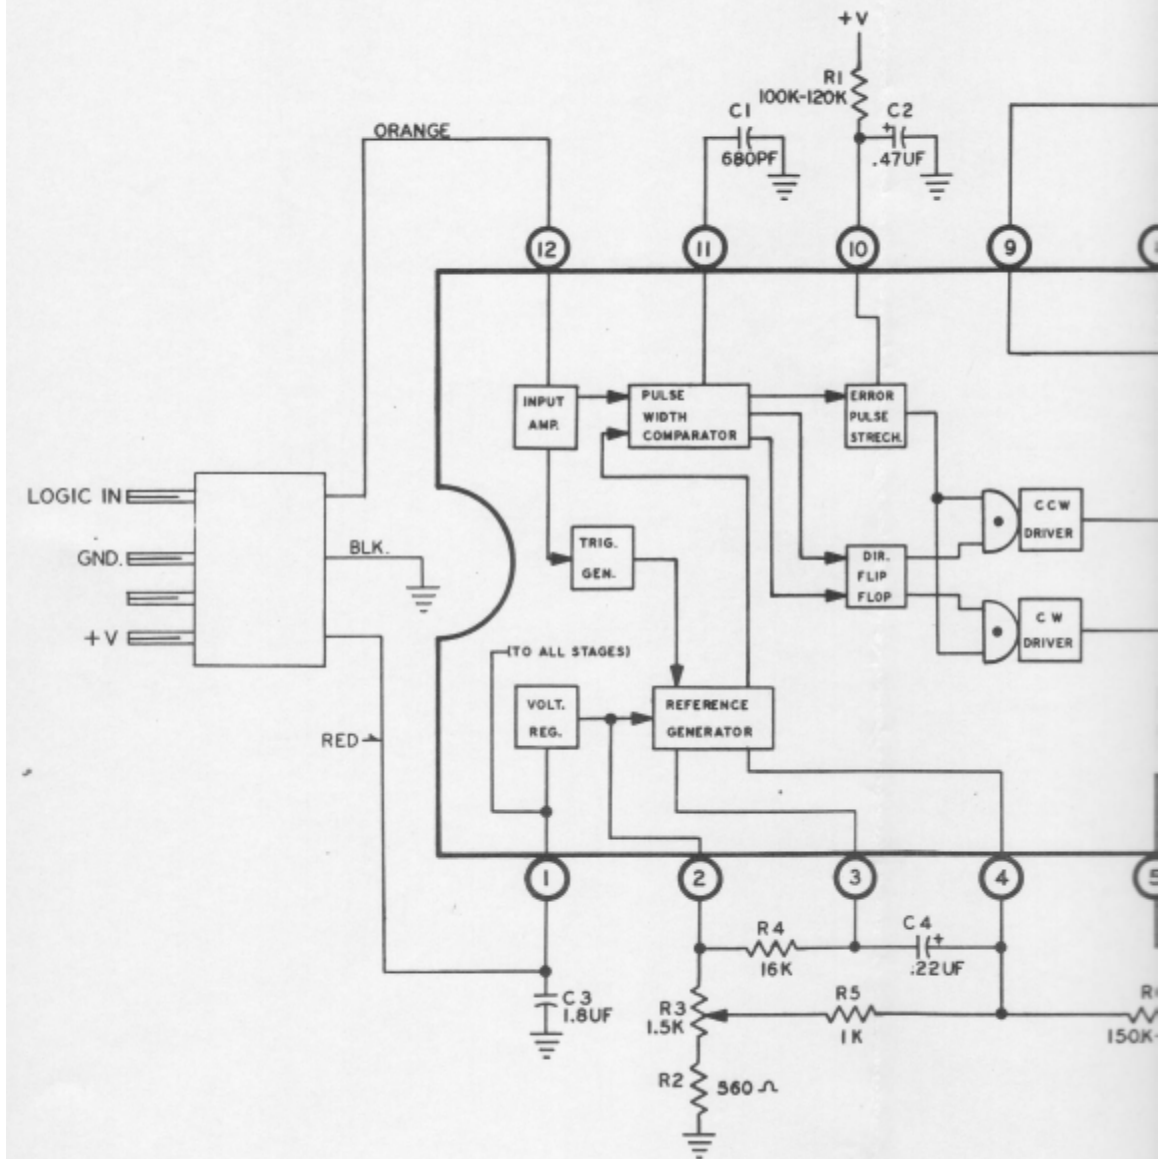 +V
R1
100K-120K
C1
680PF
+
C2
.47UF
ORANGE
12
11
10
9
INPUT
AMP.
PULSE
WIDTH
COMPARATOR
ERROR
PULSE
STRECH.
LOGIC IN
GND.
+V
BLK.
RED
TRIG.
GEN.
DIR.
FLIP
FLOP
CCW
DRIVER
CW
DRIVER
(TO ALL STAGES)
VOLT.
REG.
REFERENCE
GENERATOR
1
2
3
4
5
R4
16K
C4
+
.22UF
C3
1.8UF
R3
1.5K
R5
1K
150K-
R2
560 Ω